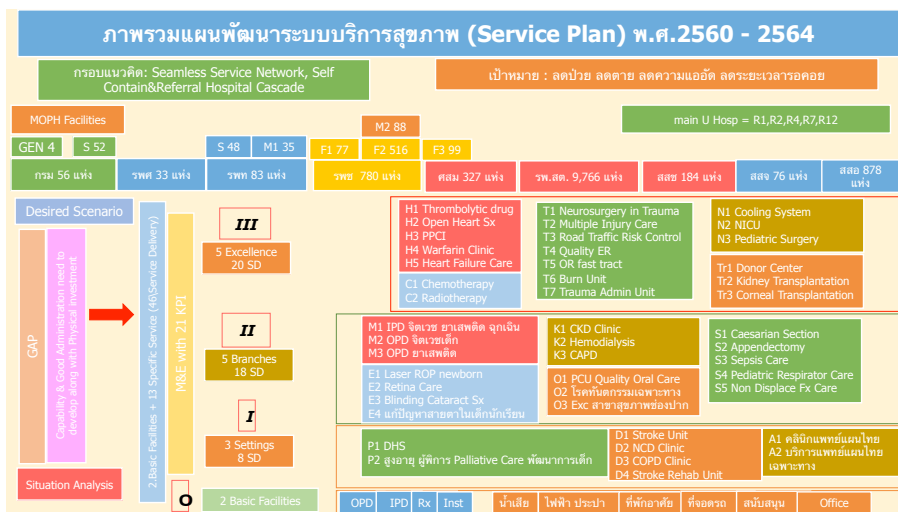 ภาพรวมแผนพัฒนาระบบบริการสุขภาพ (Service Plan) พ.ศ.2560 - 2564
กรอบแนวคิด: Seamless Service Network, Self
Contain&Referral Hospital Cascade
เป้าหมาย : ลดป่วย ลดตาย ลดความแออัด ลดระยะเวลารอคอย
MOPH Facilities
M2 88
main U Hosp = R1,R2,R4,R7,R12
GEN 4
S 52
S 48
M1 35
F1 77
F2 516
F3 99
กรม 56 แห่ง
รพศ 33 แห่ง
รพท 83 แห่ง
รพช 780 แห่ง
ศสม 327 แห่ง
รพ.สต. 9,766 แห่ง
สสช 184 แห่ง
สสจ 76 แห่ง
สสอ 878
แห่ง
Desired Scenario
GAP
Capability & Good Administration need to
develop along with Physical investment
Situation Analysis
2.Basic Facilities + 13 Specific Service (46\Service Delivery)
M&E with 21 KPI
III
5 Excellence
20 SD
II
5 Branches
18 SD
I
3 Settings
8 SD
O
2 Basic Facilities
H1 Thrombolytic drug
H2 Open Heart Sx
H3 PPCI
H4 Warfarin Clinic
H5 Heart Failure Care
C1 Chemotherapy
C2 Radiotherapy
T1 Neurosurgery in Trauma
T2 Multiple Injury Care
T3 Road Traffic Risk Control
T4 Quality ER
T5 OR fast tract
T6 Burn Unit
T7 Trauma Admin Unit
N1 Cooling System
N2 NICU
N3 Pediatric Surgery
Tr1 Donor Center
Tr2 Kidney Transplantation
Tr3 Corneal Transplantation
M1 IPD จิตเวช ยาเสพติด ฉุกเฉิน
M2 OPD จิตเวชเด็ก
M3 OPD ยาเสพติด
E1 Laser ROP newborn
E2 Retina Care
E3 Blinding Cataract Sx
E4 แก้ปัญหาสายตาในเด็กนักเรียน
K1 CKD Clinic
K2 Hemodialysis
K3 CAPD
O1 PCU Quality Oral Care
O2 โรคทันตกรรมเฉพาะทาง
O3 Exc สาขาสุขภาพช่องปาก
S1 Caesarian Section
S2 Appendectomy
S3 Sepsis Care
S4 Pediatric Respirator Care
S5 Non Displace Fx Care
P1 DHS
P2 สูงอายุ ผู้พิการ Palliative Care พัฒนาการเด็ก
D1 Stroke Unit
D2 NCD Clinic
D3 COPD Clinic
D4 Stroke Rehab Unit
A1 คลินิกแพทย์แผนไทย
A2 บริการแพทย์แผนไทย
เฉพาะทาง
OPD
IPD
Rx
Inst
น้ำเสีย
ไฟฟ้า ประปา
ที่พักอาศัย
ที่จอดรถ
สนับสนุน
Office